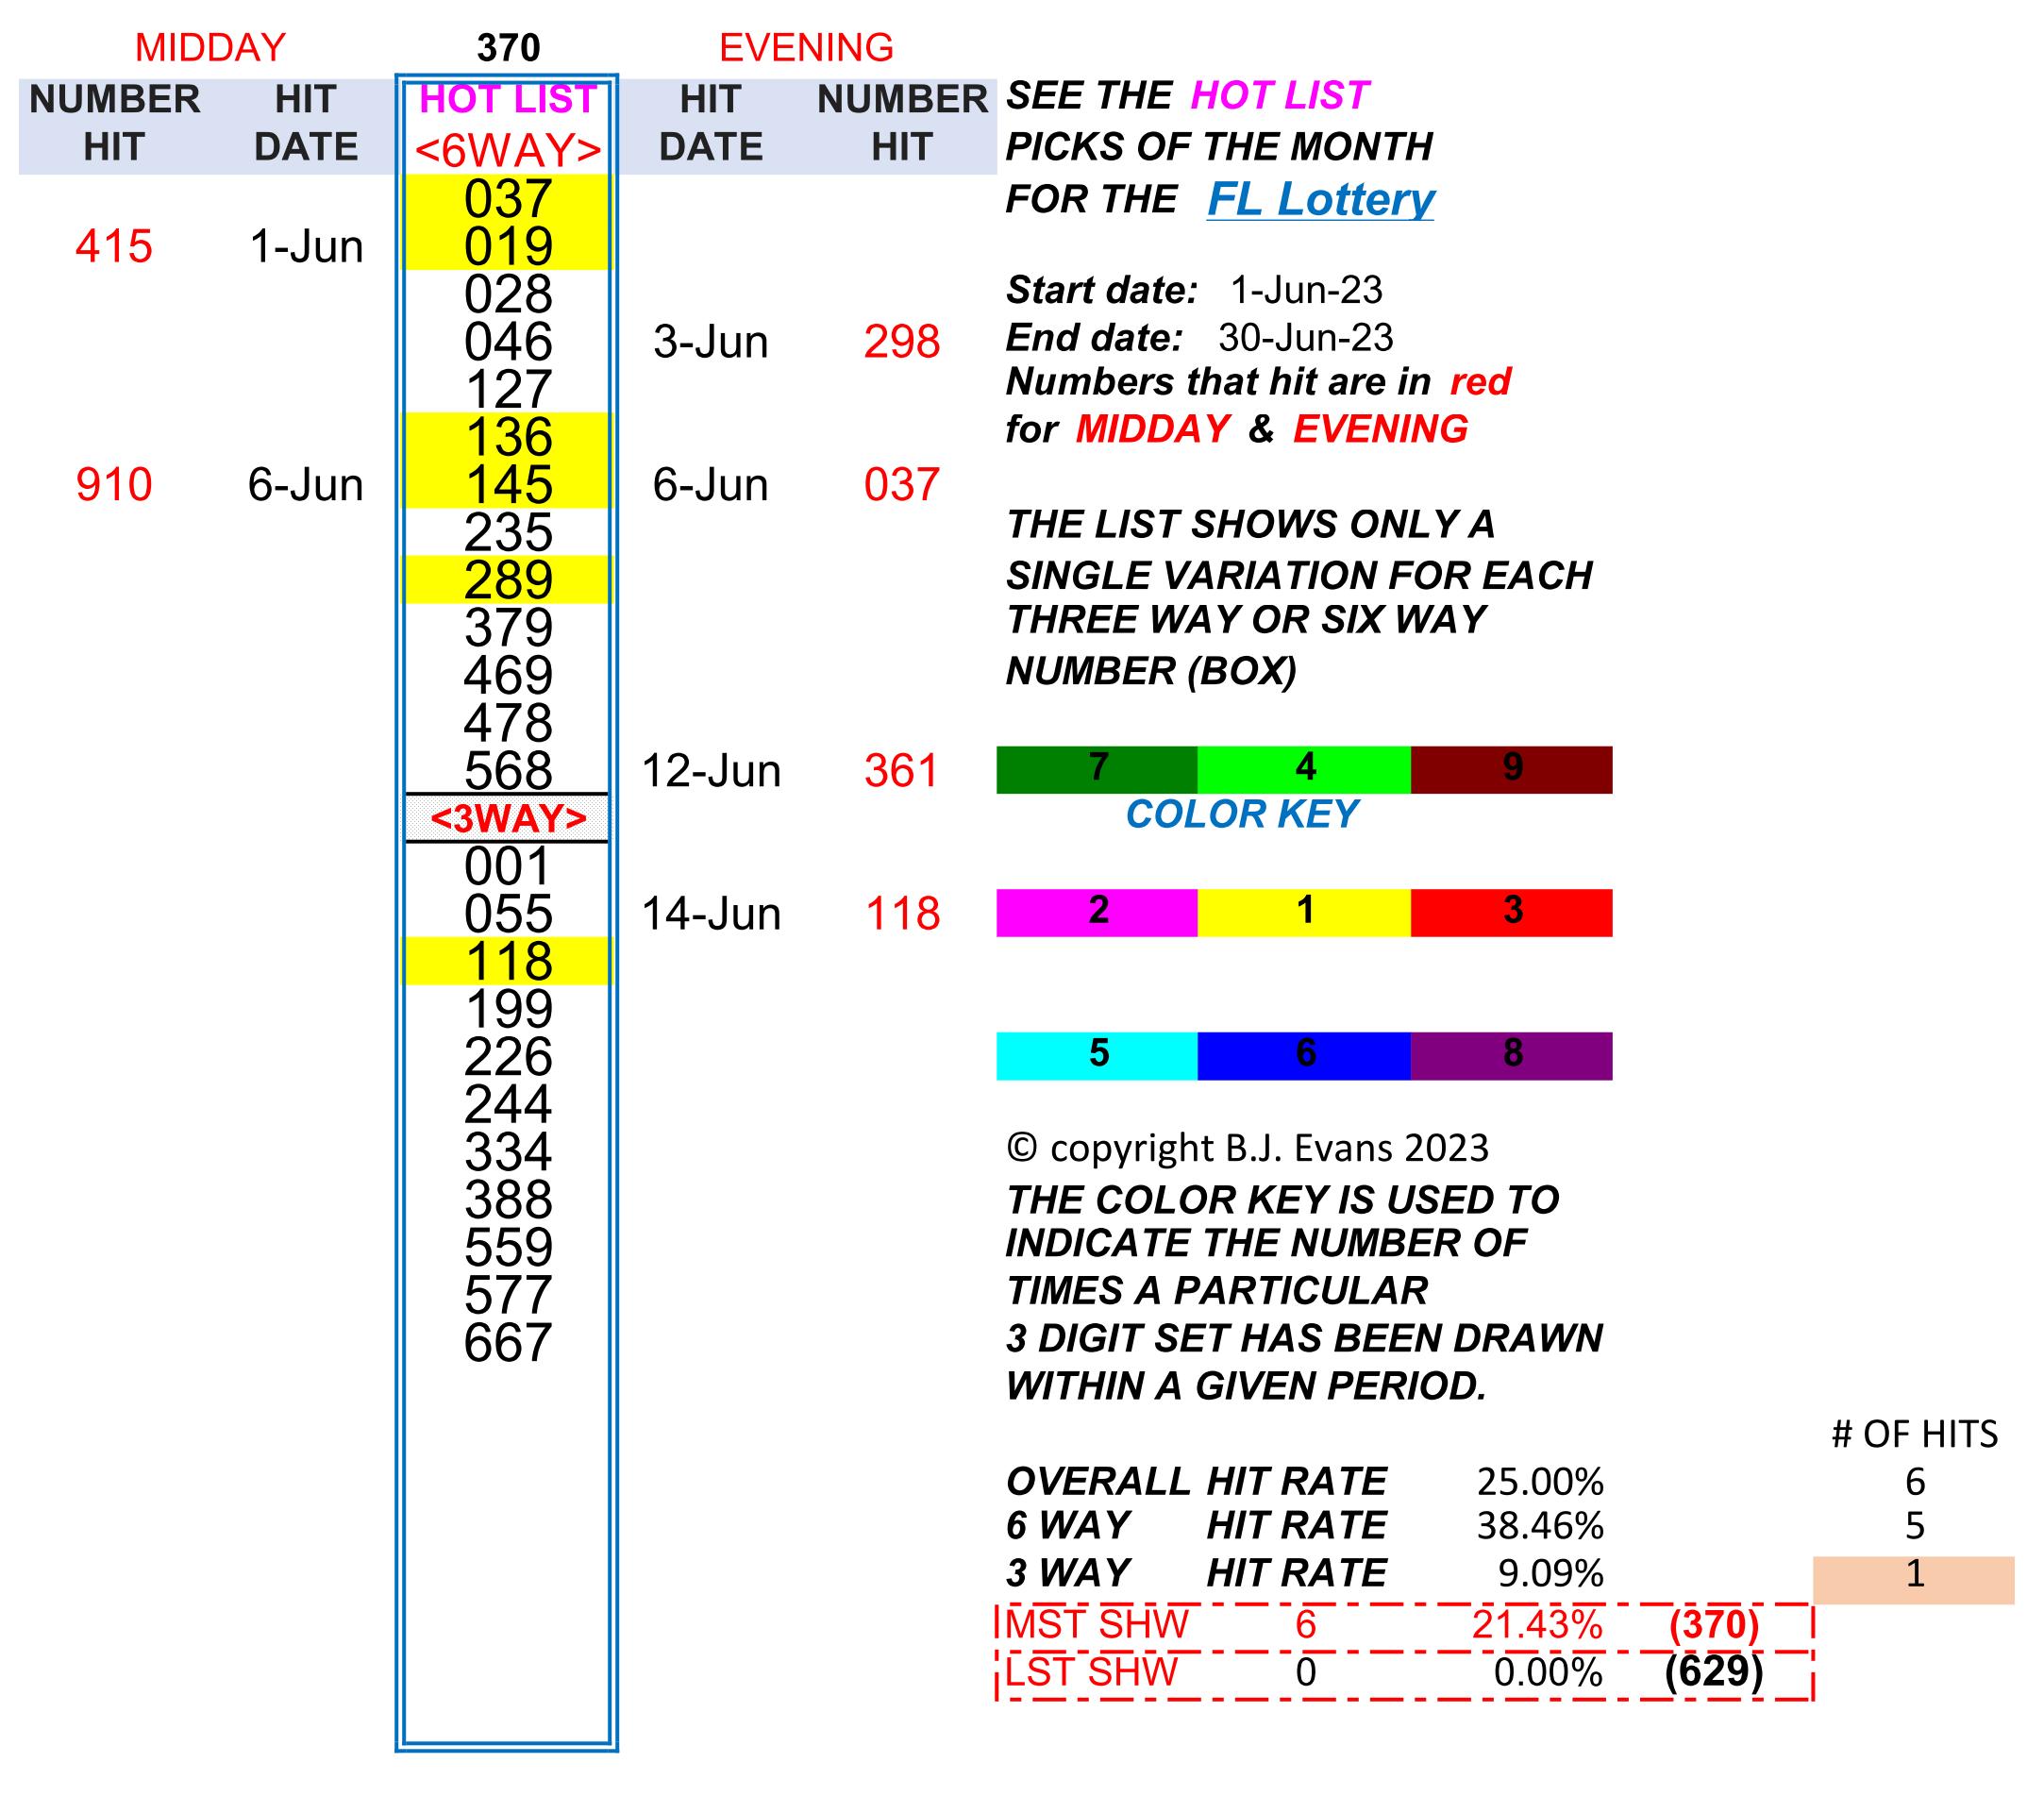 MIDDAY 370 EVENING
NUMBER HIT HOT LIST HIT NUMBER SEE THE HOT LIST
HIT DATE <6WAY> DATE HIT PICKS OF THE MONTH
037 FOR THE FL Lottery
415 1-Jun 019
028 Start date: 1-Jun-23
046 3-Jun 298 End date: 30-Jun-23
127 Numbers that hit are in red
136 for MIDDAY & EVENING
910 6-Jun 145 6-Jun 037
235 THE LIST SHOWS ONLY A
289 SINGLE VARIATION FOR EACH
379 THREE WAY OR SIX WAY
469 NUMBER (BOX)
478
568 12-Jun 361 7 4 9
<3WAY> COLOR KEY
001
055 14-Jun 118 2 1 3
118
199
226 5 6 8
244
334 © copyright B.J. Evans 2023
388 THE COLOR KEY IS USED TO
559 INDICATE THE NUMBER OF
577 TIMES A PARTICULAR
667 3 DIGIT SET HAS BEEN DRAWN
WITHIN A GIVEN PERIOD.
# OF HITS
OVERALL HIT RATE 25.00% 6
6 WAY HIT RATE 38.46% 5
3 WAY HIT RATE 9.09% 1
MST SHW 6 21.43% (370)
LST SHW 0 0.00% (629)